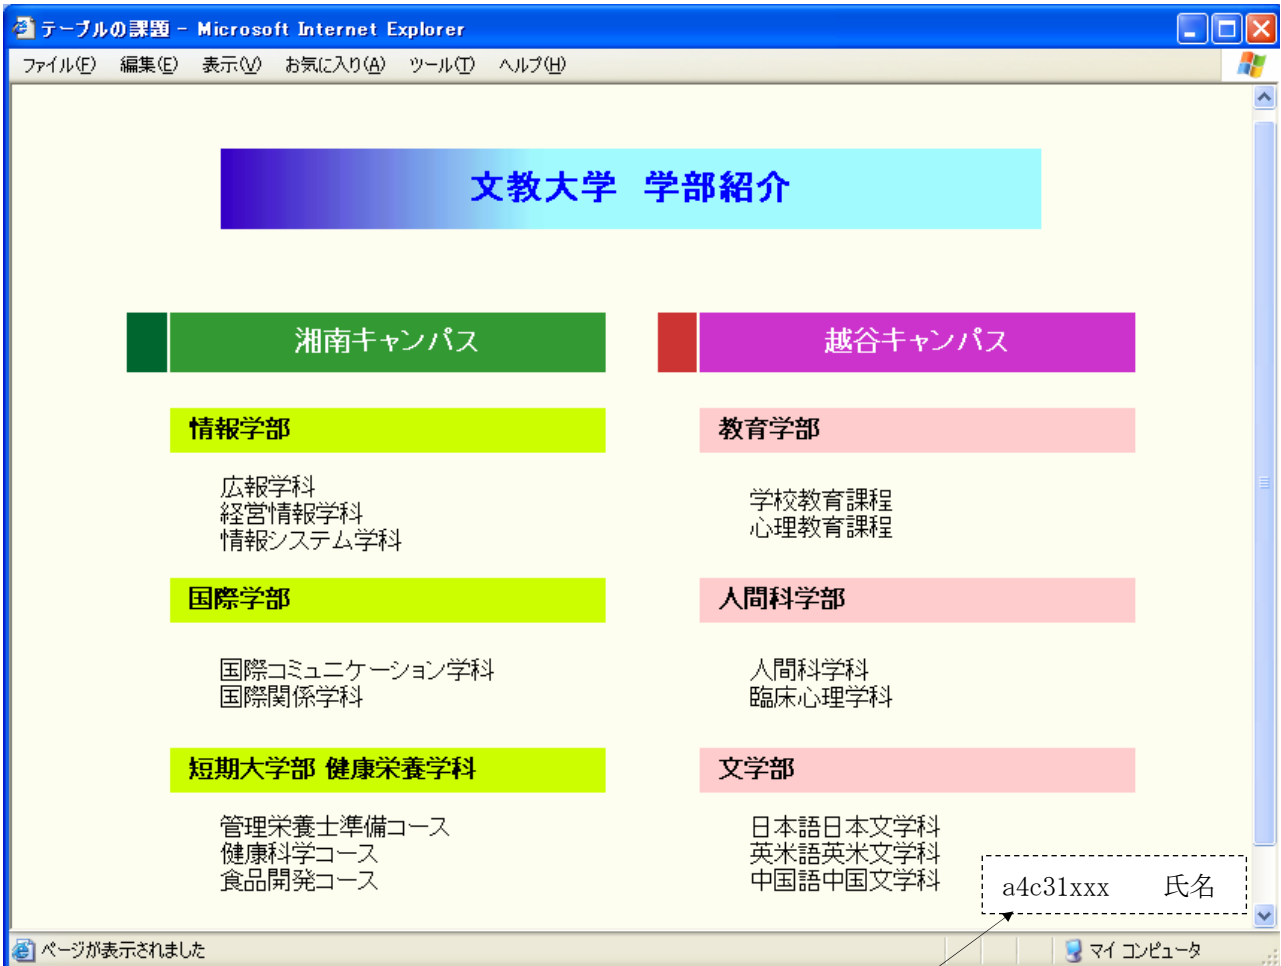 テーブルの課題 - Microsoft Internet Explorer
ファイル(F) 編集(E) 表示(V) お気に入り(A) ツール(T) ヘルプ(H)
文教大学 学部紹介
湘南キャンパス
情報学部
広報学科
経営情報学科
情報システム学科
国際学部
国際コミュニケーション学科
国際関係学科
短期大学部 健康栄養学科
管理栄養士準備コース
健康科学コース
食品開発コース
越谷キャンパス
教育学部
学校教育課程
心理教育課程
人間科学部
人間科学科
臨床心理学科
文学部
日本語日本文学科
英米語英米文学科
中国語中国文学科
a4c31xxx 氏名
ページが表示されました
マイ コンピュータ